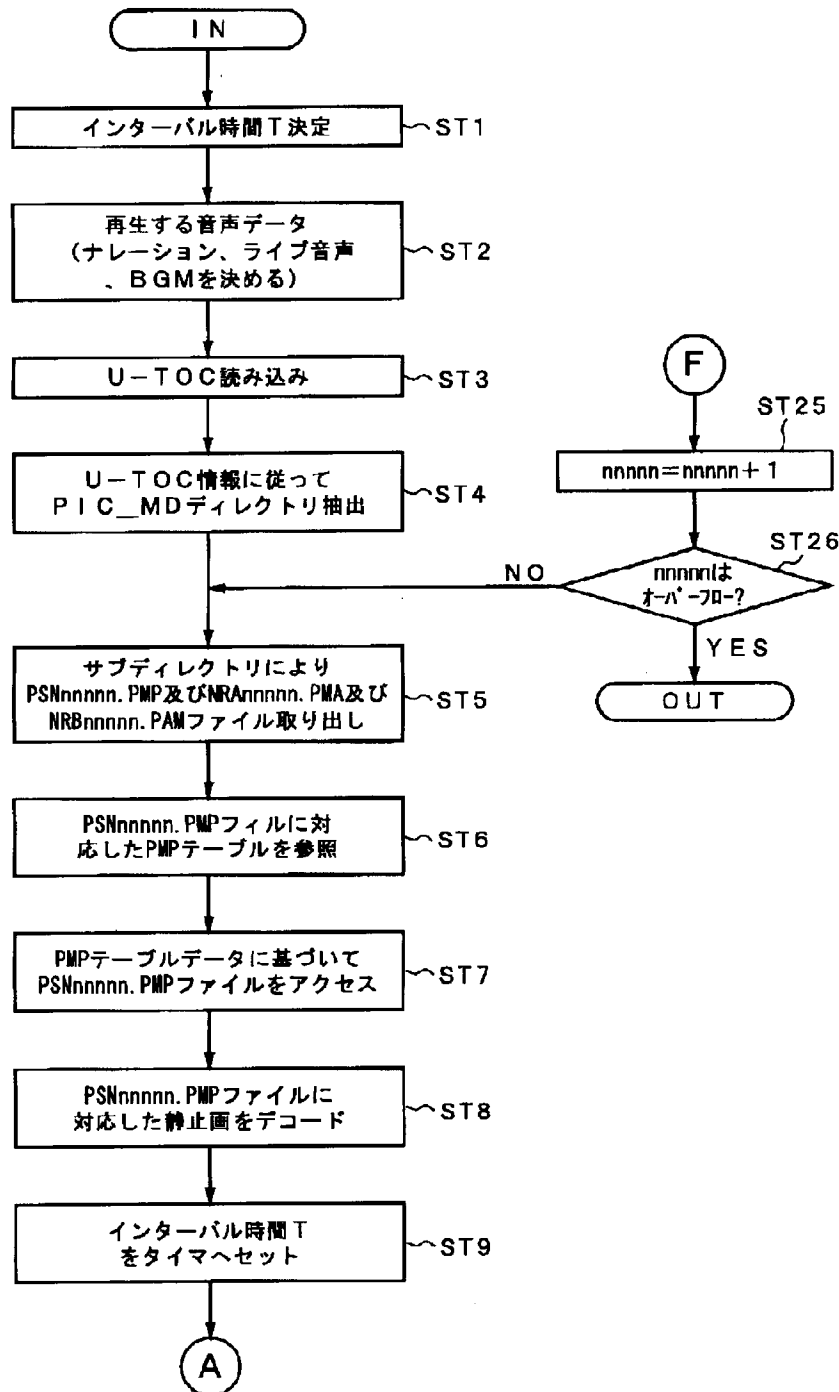 IN
インターバル時間T決定
ST1
再生する音声データ
(ナレーション、ライブ音声
、BGMを決める)
ST2
U-TOC読み込み
ST3
U-TOC情報に従って
PIC__MDディレクトリ抽出
ST4
サブディレクトリにより
PSNnnnnn.PMP及びNRAnnnnn.PMA及び
NRBnnnnn.PAMファイル取り出し
ST5
PSNnnnnn.PMPフィルに対
応したPMPテーブルを参照
ST6
PMPテーブルデータに基づいて
PSNnnnnn.PMPファイルをアクセス
ST7
PSNnnnnn.PMPファイルに
対応した静止画をデコード
ST8
インターバル時間T
をタイマへセット
ST9
A
F
ST25
nnnnn=nnnnn+1
ST26
nnnnnは
オーバーフロー?
NO
YES
OUT